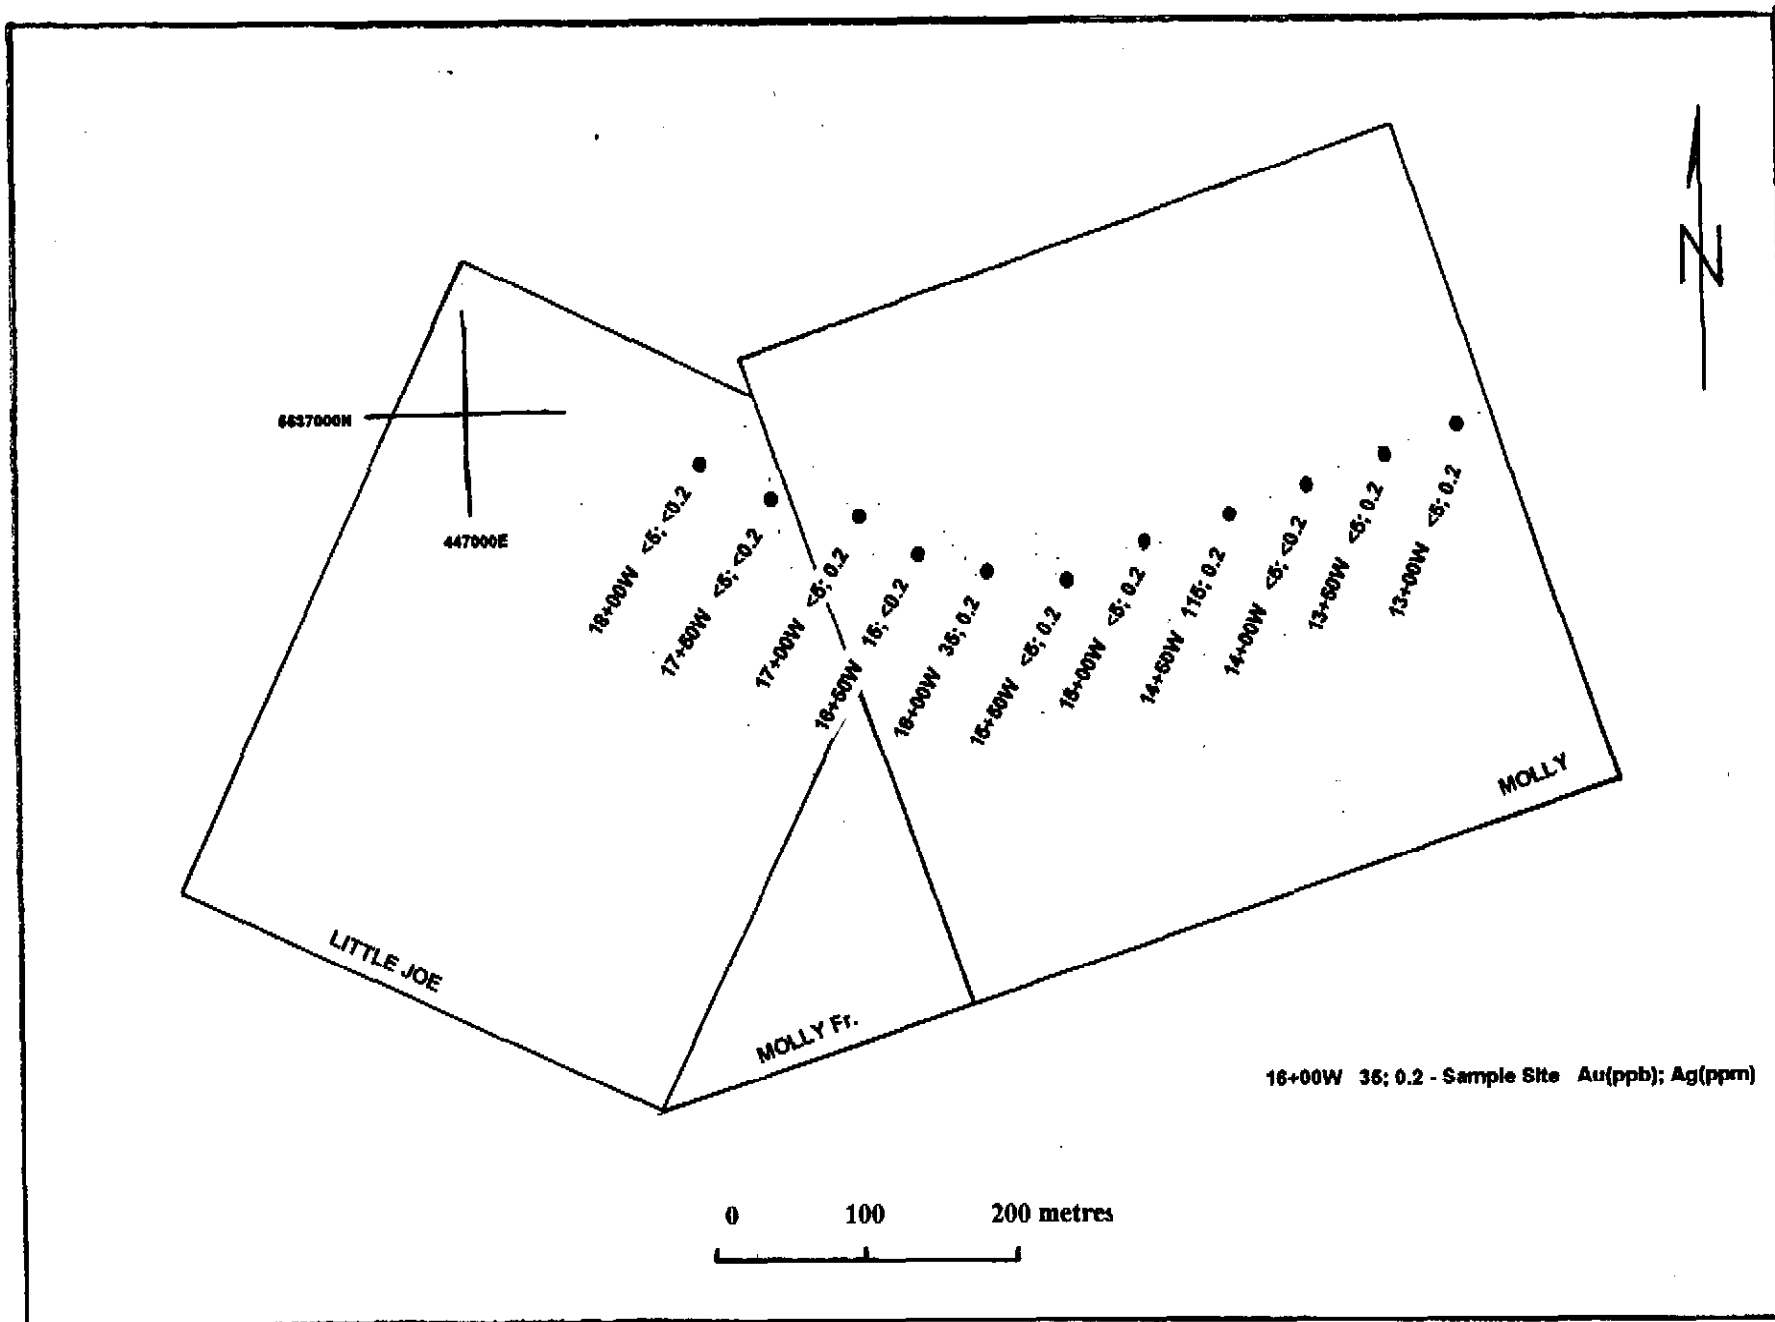 N
5637000N
447000E
18+00W <5; <0.2
17+50W <5; <0.2
17+00W <5; 0.2
16+50W 15; <0.2
16+00W 35; 0.2
15+50W <5; 0.2
15+00W <5; 0.2
14+50W 115; 0.2
14+00W <5; <0.2
13+50W <5; 0.2
13+00W <5; 0.2
MOLLY
LITTLE JOE
MOLLY Fr.
16+00W 35; 0.2 - Sample Site Au(ppb); Ag(ppm)
0 100 200 metres